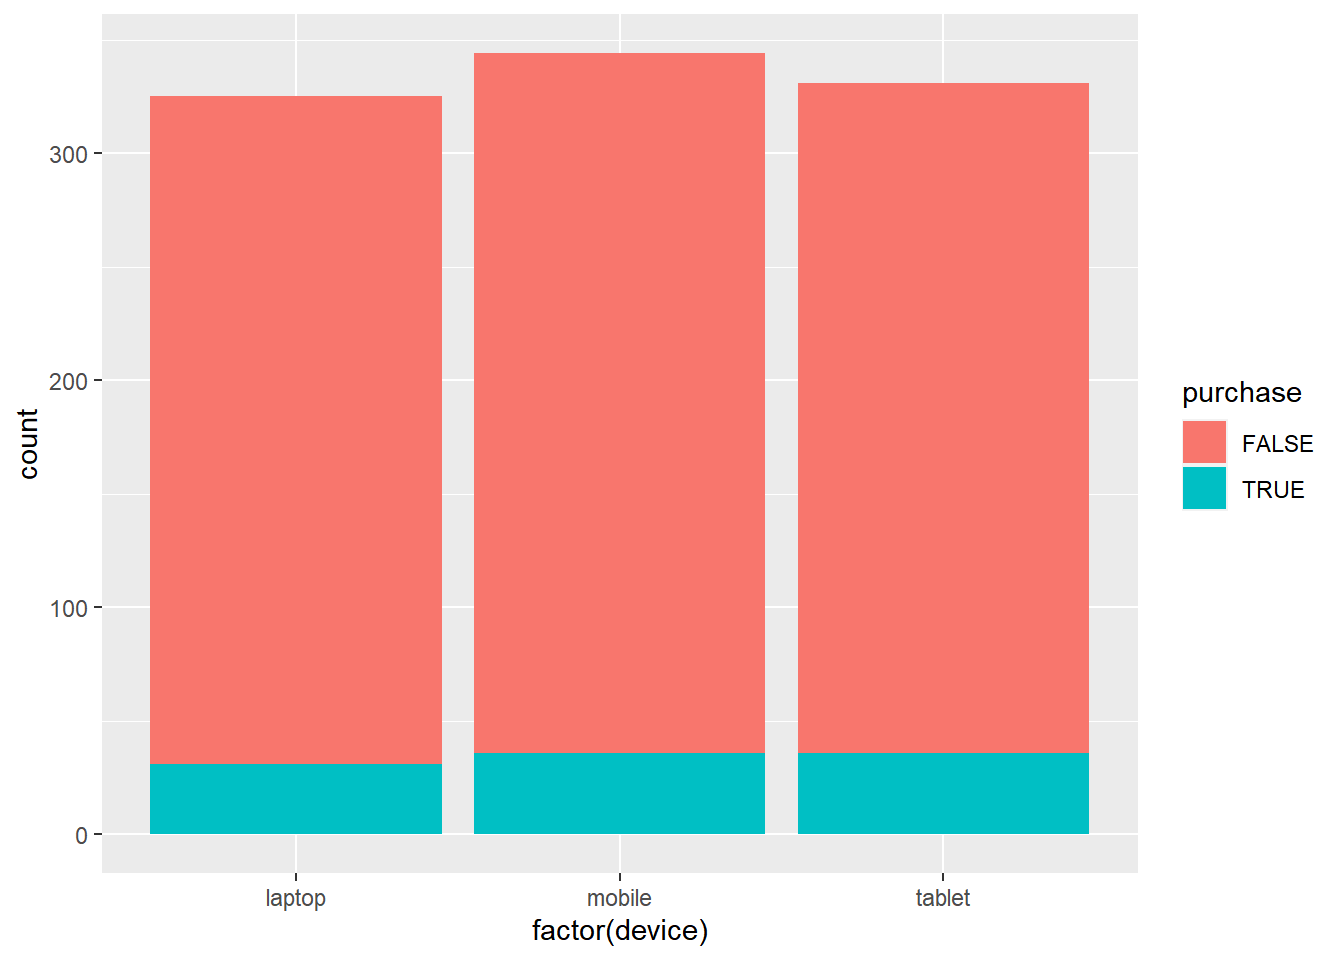 300
200
100
0
count
laptop
mobile
tablet
factor(device)
purchase
FALSE
TRUE